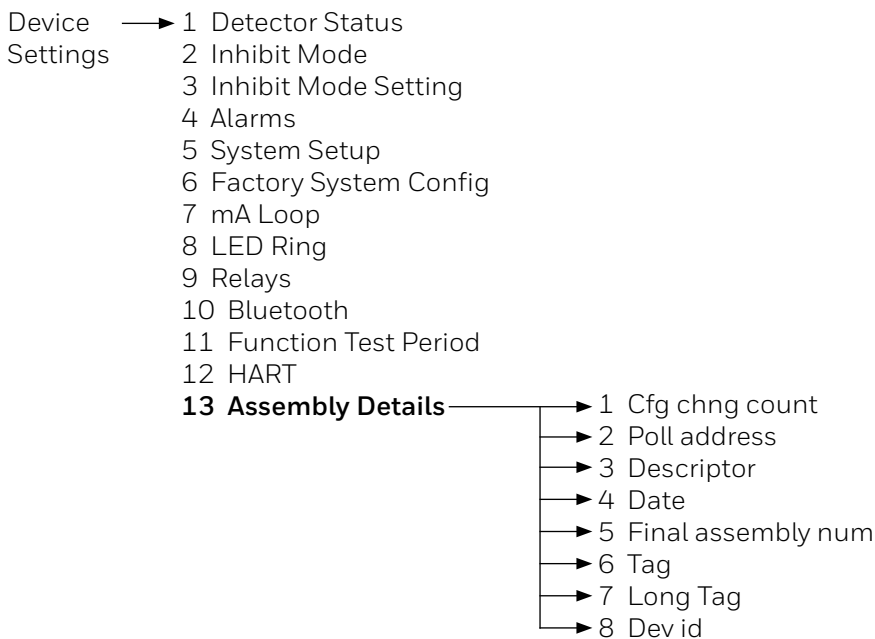 Device
Settings
1 Detector Status
2 Inhibit Mode
3 Inhibit Mode Setting
4 Alarms
5 System Setup
6 Factory System Config
7 mA Loop
8 LED Ring
9 Relays
10 Bluetooth
11 Function Test Period
12 HART
13 Assembly Details
1 Cfg chng count
2 Poll address
3 Descriptor
4 Date
5 Final assembly num
6 Tag
7 Long Tag
8 Dev id